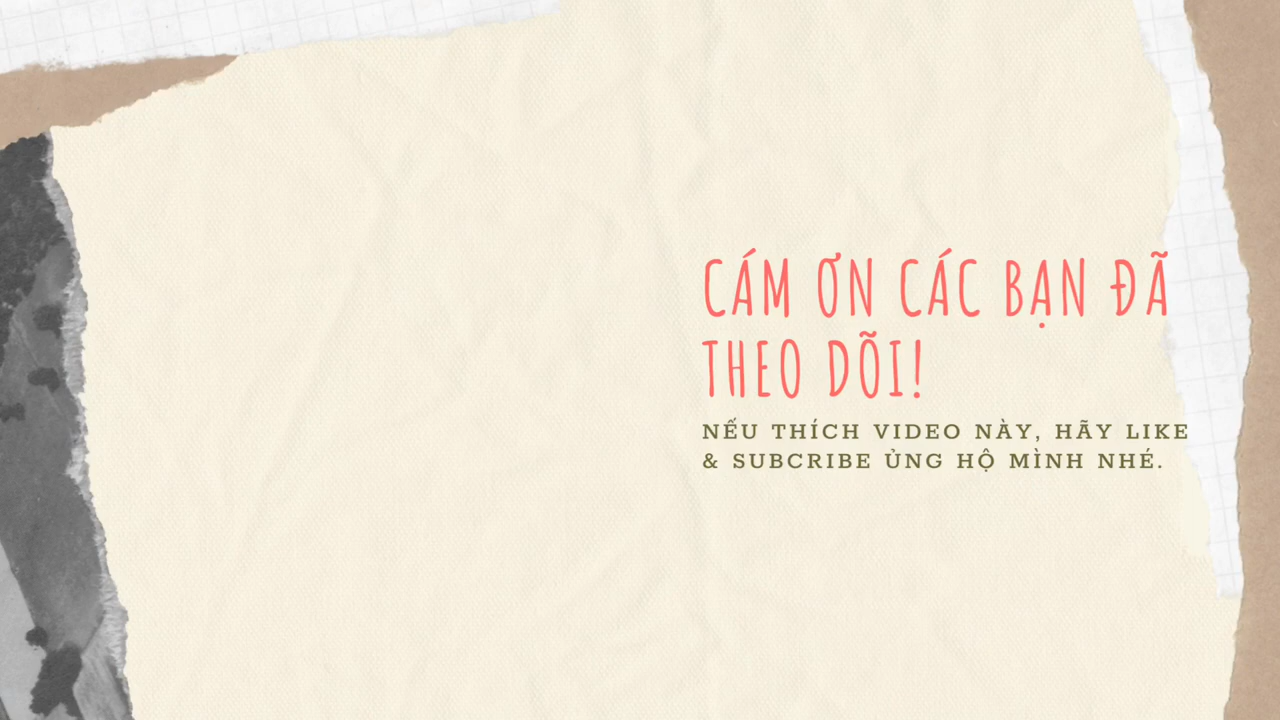 CÁM ƠN CÁC BẠN ĐÃ
THEO DÕI!
NẾU THÍCH VIDEO NÀY, HÃY LIKE
& SUBCRIBE ỦNG HỘ MÌNH NHÉ.